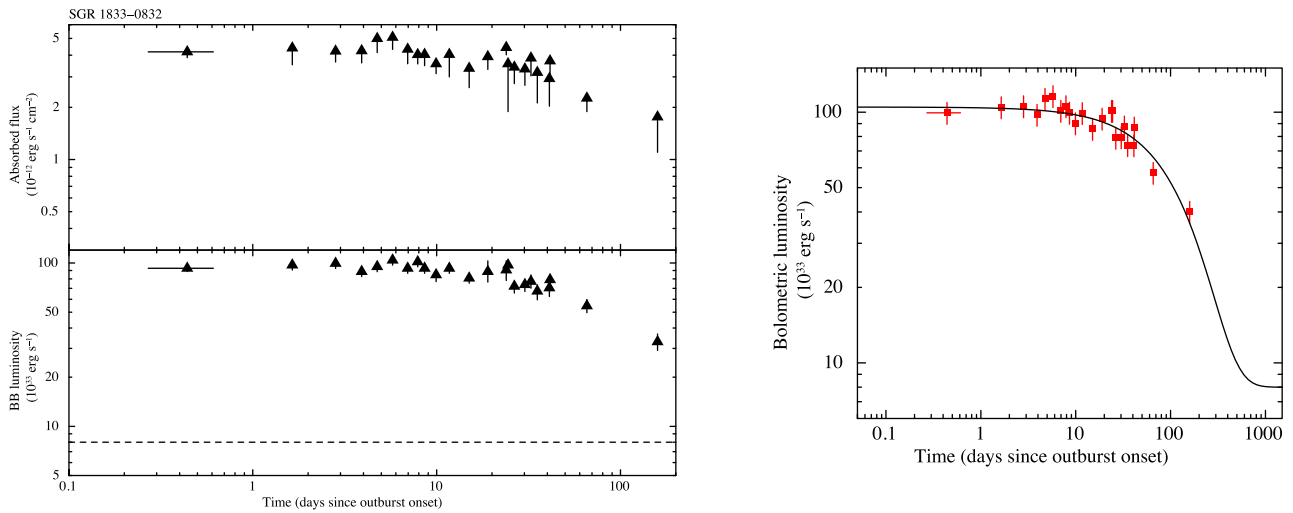 SGR 1833−0832
Absorbed flux
(10⁻¹² erg s⁻¹ cm⁻²)
5
2
1
0.5
BB luminosity
(10³³ erg s⁻¹)
100
50
20
10
5
0.1 1 10 100
Time (days since outburst onset)
Bolometric luminosity
(10³³ erg s⁻¹)
100
50
20
10
0.1 1 10 100 1000
Time (days since outburst onset)